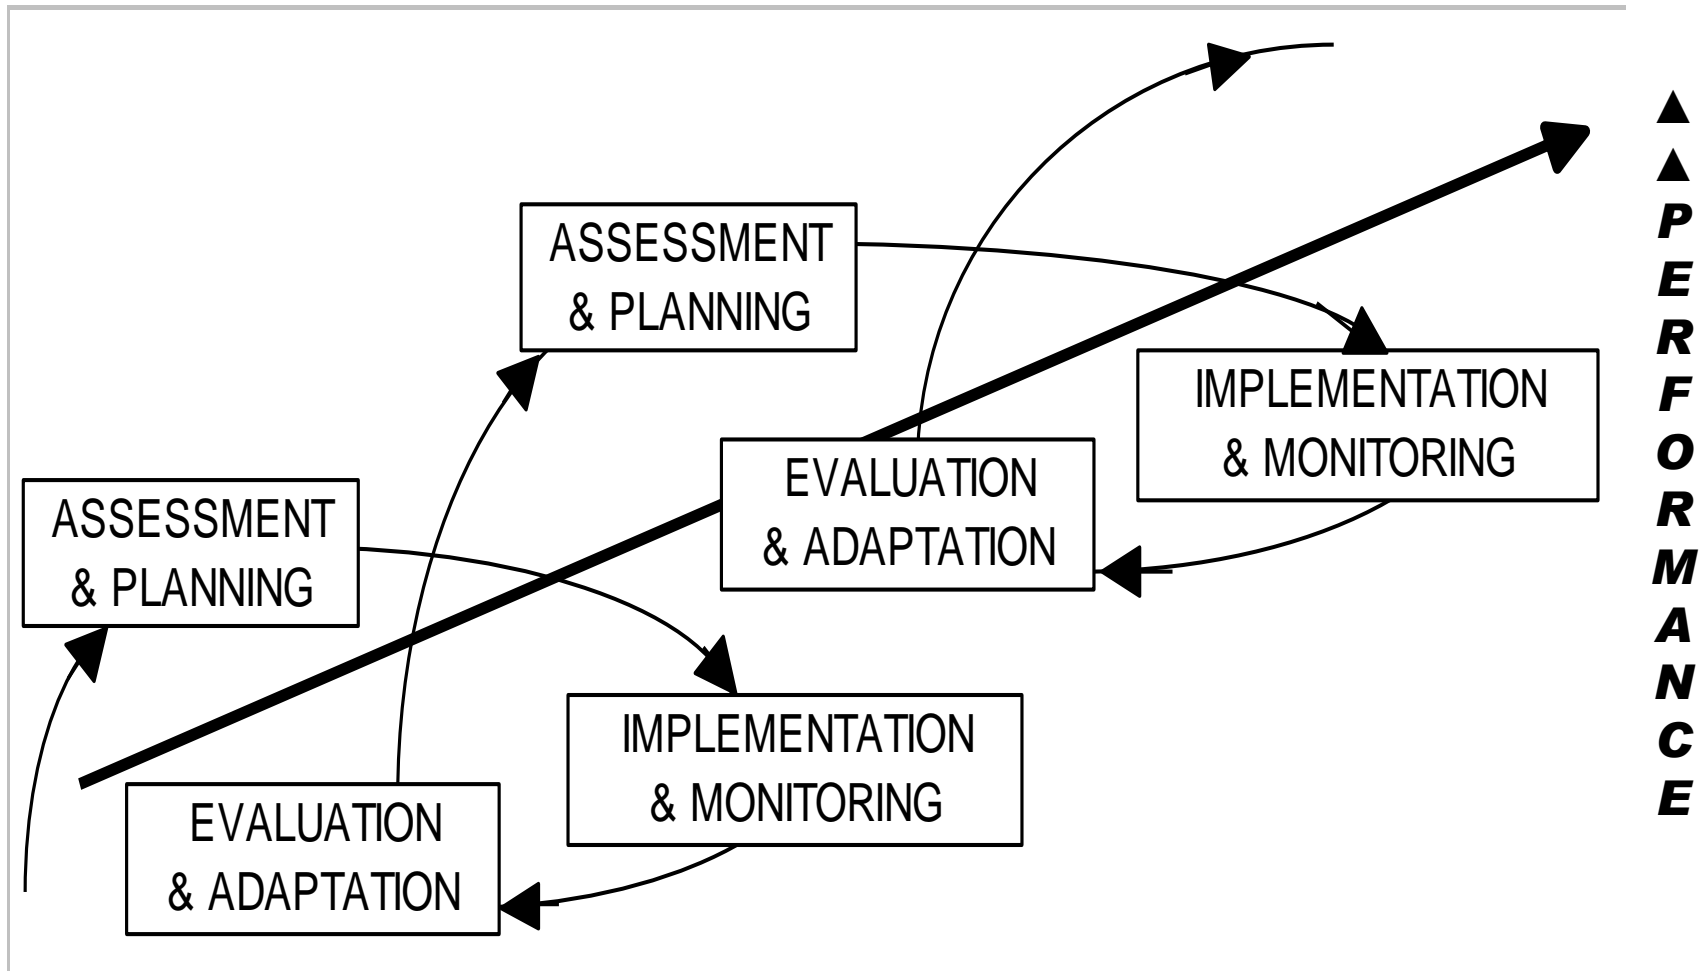 ASSESSMENT
& PLANNING
IMPLEMENTATION
& MONITORING
EVALUATION
& ADAPTATION
ASSESSMENT
& PLANNING
IMPLEMENTATION
& MONITORING
EVALUATION
& ADAPTATION
▲▲PERFORMANCE